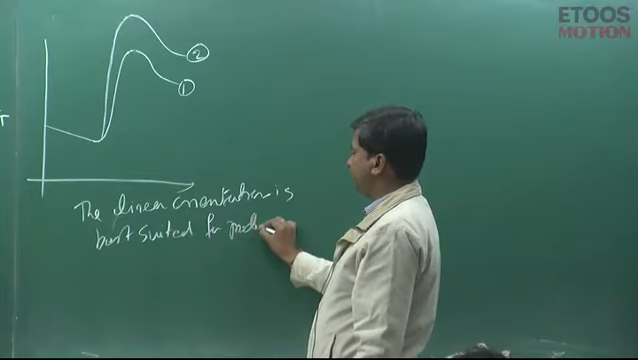 ETOOS
MOTION
2
1
The linear orientation is
best suited for